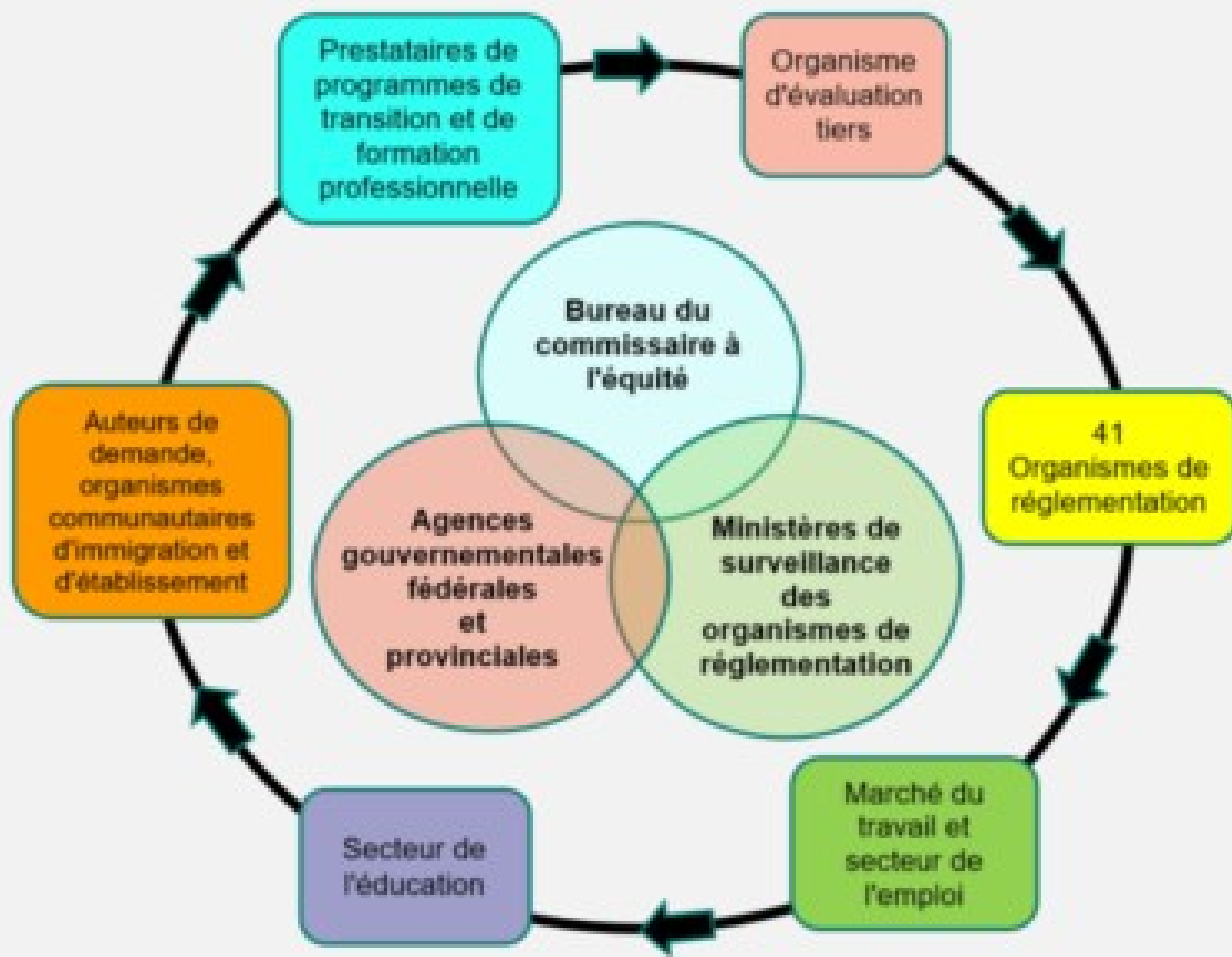 Prestataires de
programmes de
transition et de
formation
professionnelle
Organisme
d'évaluation
tiers
Bureau du
commissaire à
l'équité
Auteurs de
demande,
organismes
communautaires
d'immigration et
d'établissement
41
Organismes de
réglementation
Agences
gouvernementales
fédérales
et
provinciales
Ministères de
surveillance
des
organismes de
réglementation
Secteur de
l'éducation
Marché du
travail et
secteur de
l'emploi